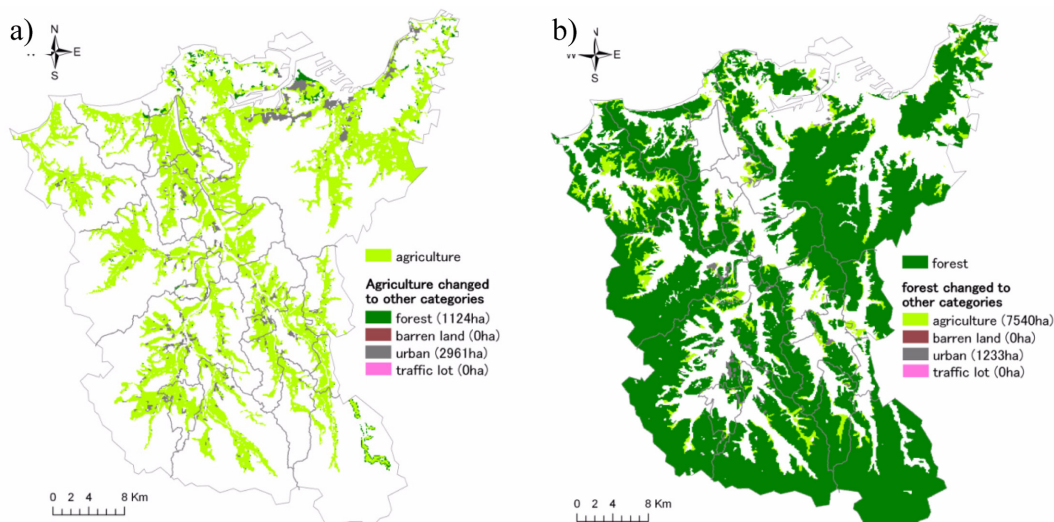 a)
N
E
S
agriculture
Agriculture changed
to other categories
forest (1124ha)
barren land (0ha)
urban (2961ha)
traffic lot (0ha)
0 2 4 8 Km
b)
N
W
E
S
forest
forest changed to
other categories
agriculture (7540ha)
barren land (0ha)
urban (1233ha)
traffic lot (0ha)
0 2 4 8 Km